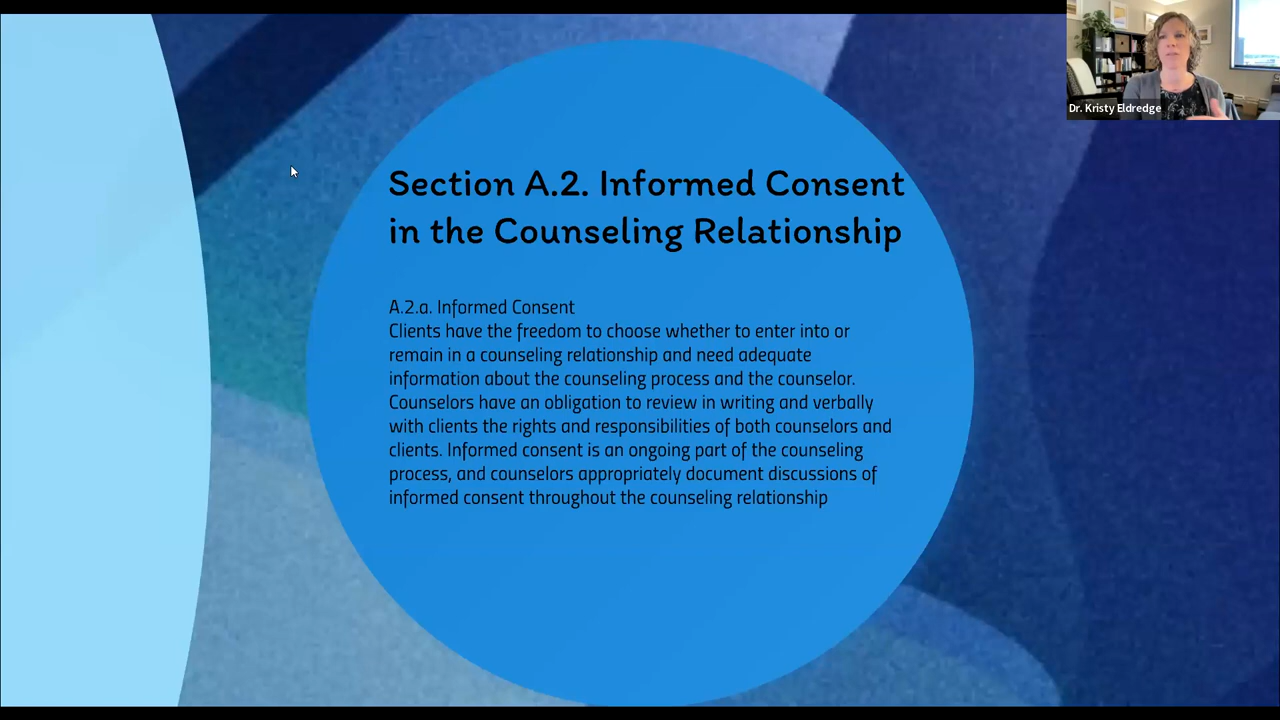 Dr. Kristy Eldredge
Section A.2. Informed Consent
in the Counseling Relationship
A.2.a. Informed Consent
Clients have the freedom to choose whether to enter into or
remain in a counseling relationship and need adequate
information about the counseling process and the counselor.
Counselors have an obligation to review in writing and verbally
with clients the rights and responsibilities of both counselors and
clients. Informed consent is an ongoing part of the counseling
process, and counselors appropriately document discussions of
informed consent throughout the counseling relationship